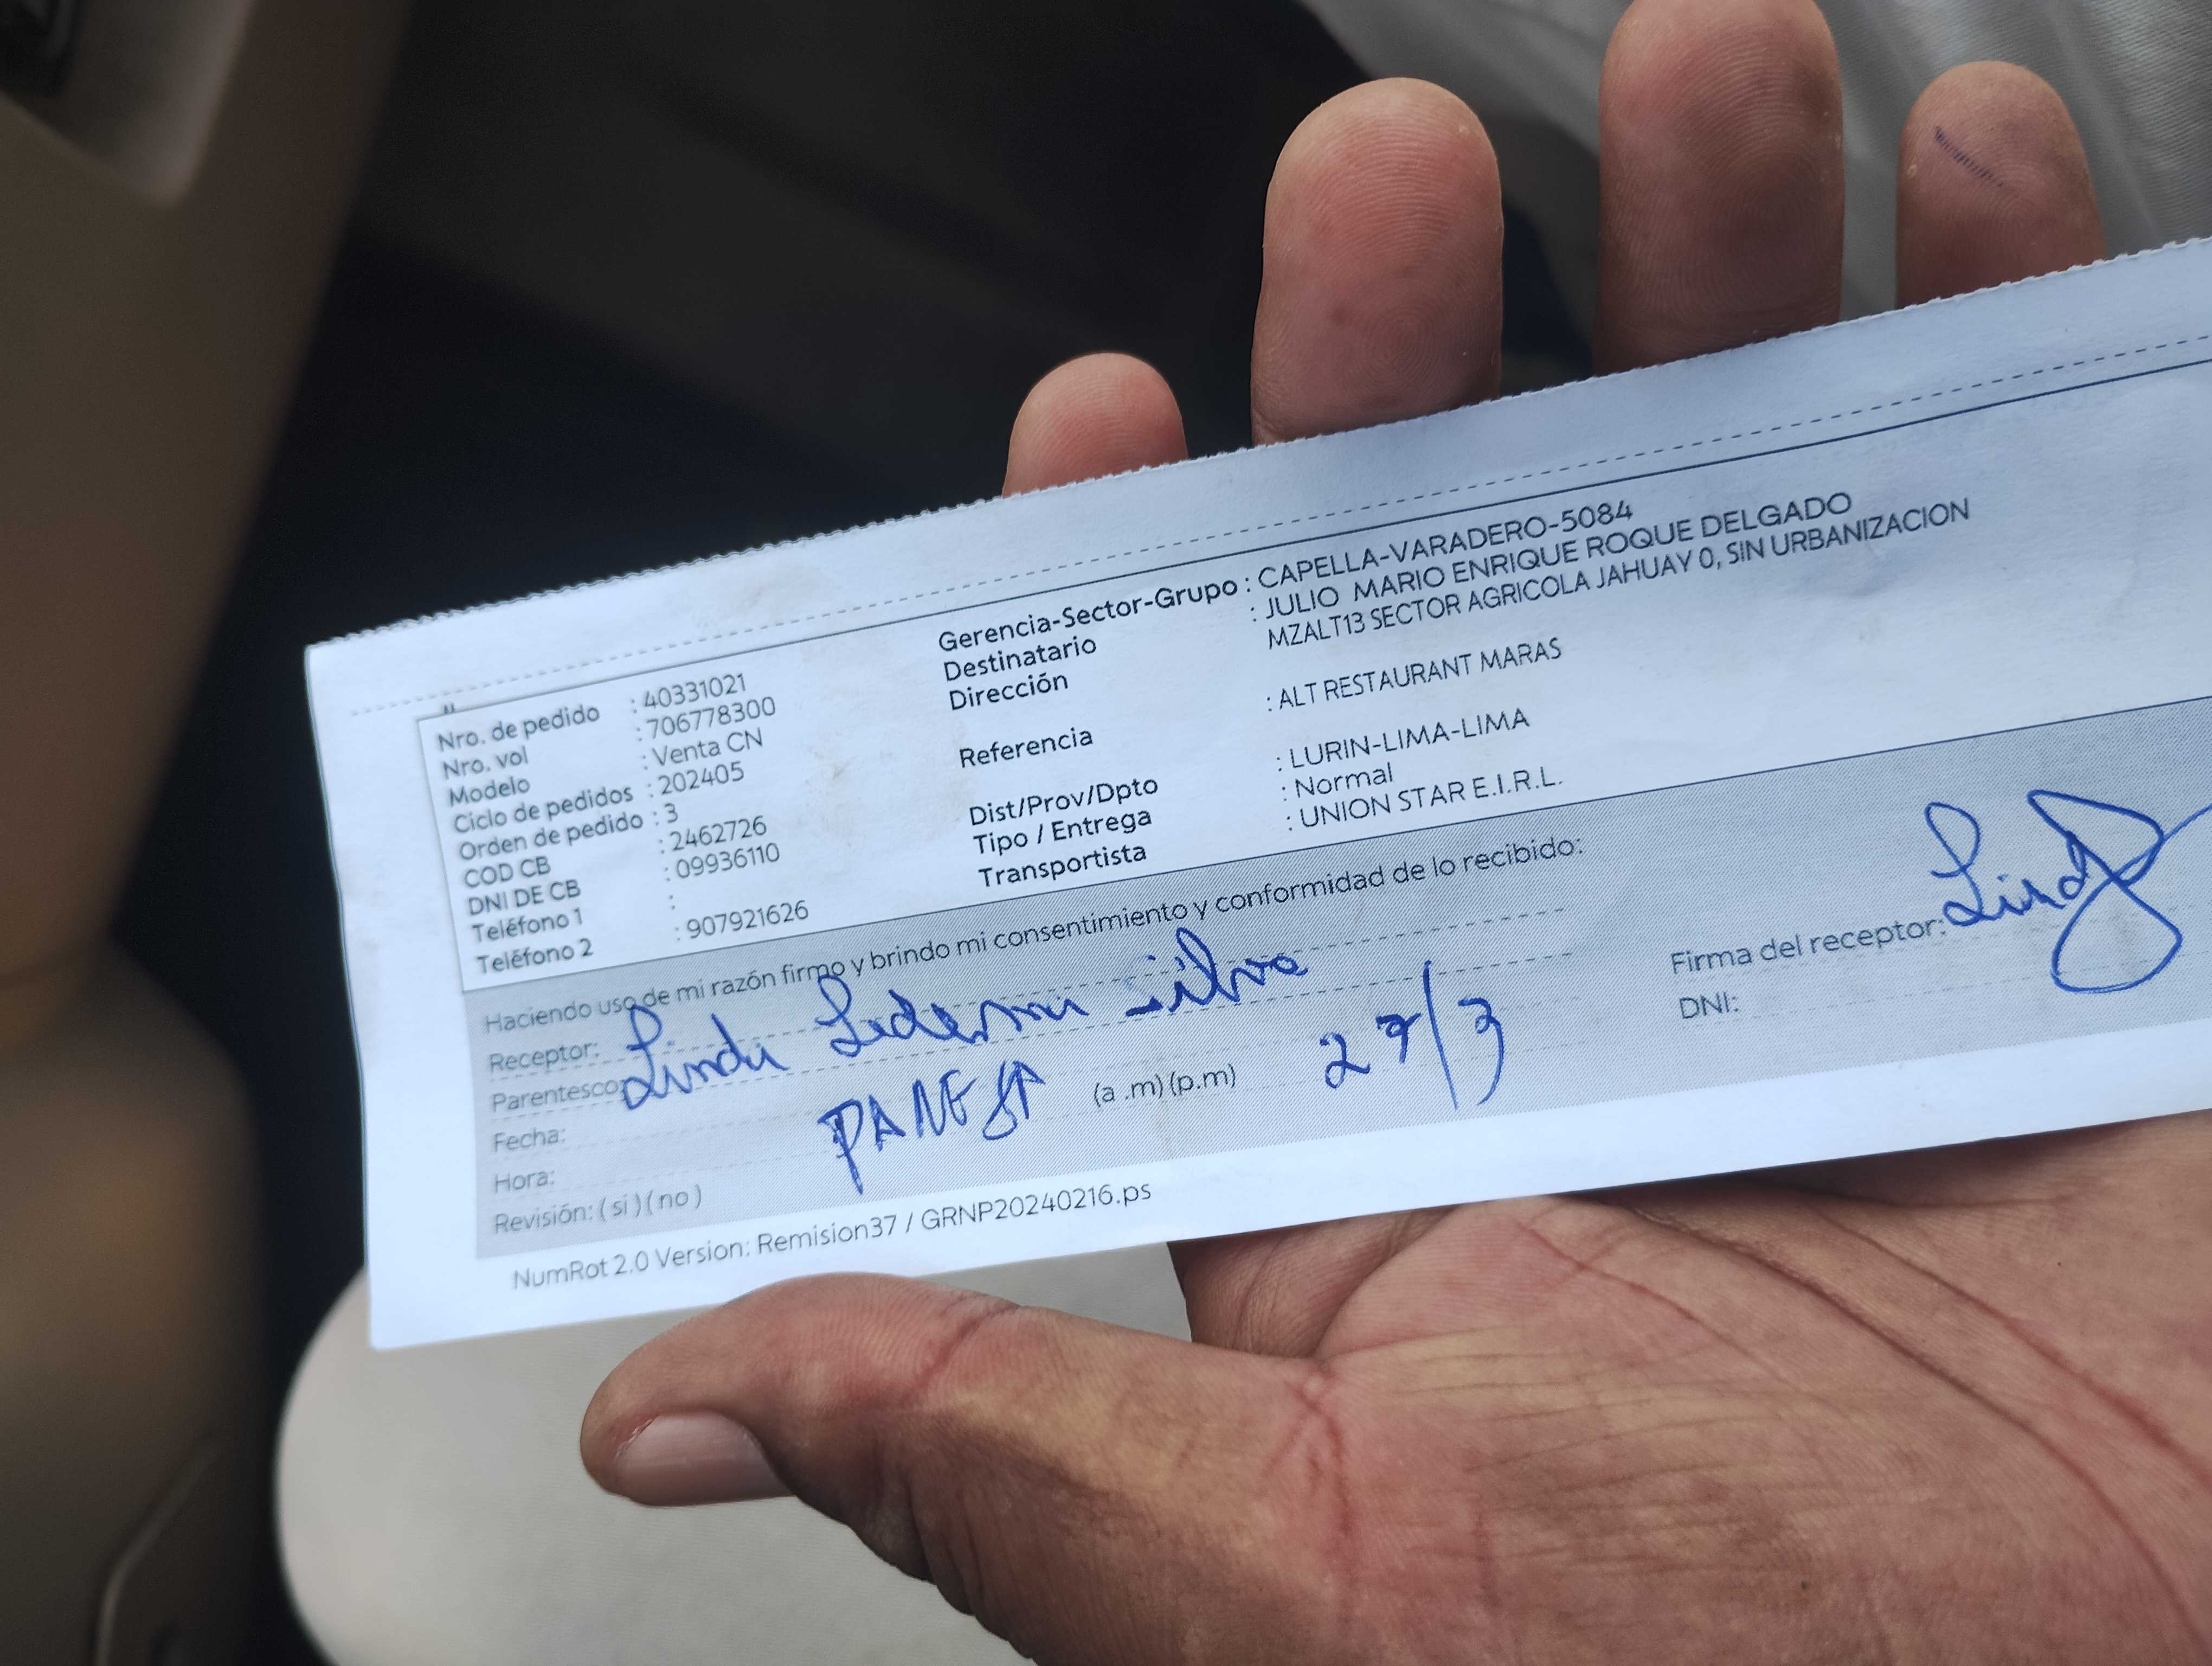 Nro. de pedido : 40331021
Nro. vol : 706778300
Modelo : Venta CN
Ciclo de pedidos : 202405
Orden de pedido : 3
COD CB : 2462726
DNI DE CB : 09936110
Teléfono 1 :
Teléfono 2 : 907921626
Gerencia-Sector-Grupo : CAPELLA-VARADERO-5084
Destinatario : JULIO MARIO ENRIQUE ROQUE DELGADO
Dirección MZALT13 SECTOR AGRICOLA JAHUAY 0, SIN URBANIZACION
Referencia : ALT RESTAURANT MARAS
Dist/Prov/Dpto : LURIN-LIMA-LIMA
Tipo / Entrega : Normal
Transportista : UNION STAR E.I.R.L.
Haciendo uso de mi razón firmo y brindo mi consentimiento y conformidad de lo recibido:
Receptor: Linda Ledesma Silva
Parentesco:
PAREJA
Fecha:
Hora: (a .m) (p.m) 27/3
Revisión: ( si ) ( no )
Firma del receptor: Linda
DNI:
NumRot 2.0 Version: Remision37 / GRNP20240216.ps